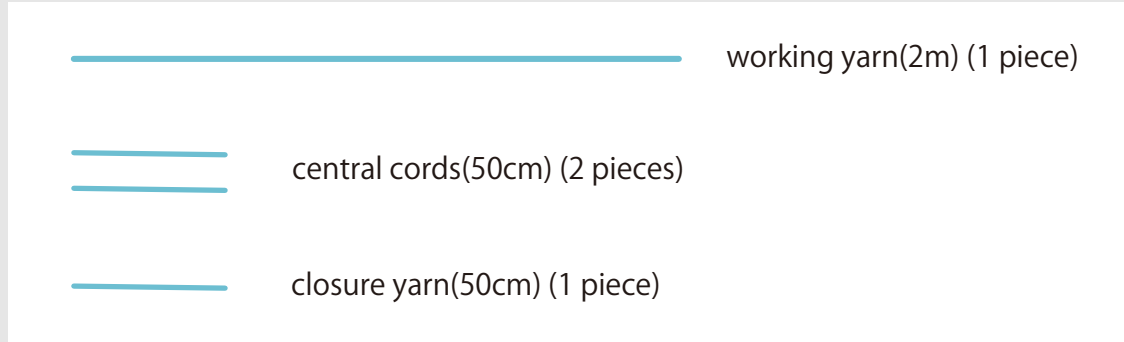 working yarn(2m) (1 piece)
central cords(50cm) (2 pieces)
closure yarn(50cm) (1 piece)